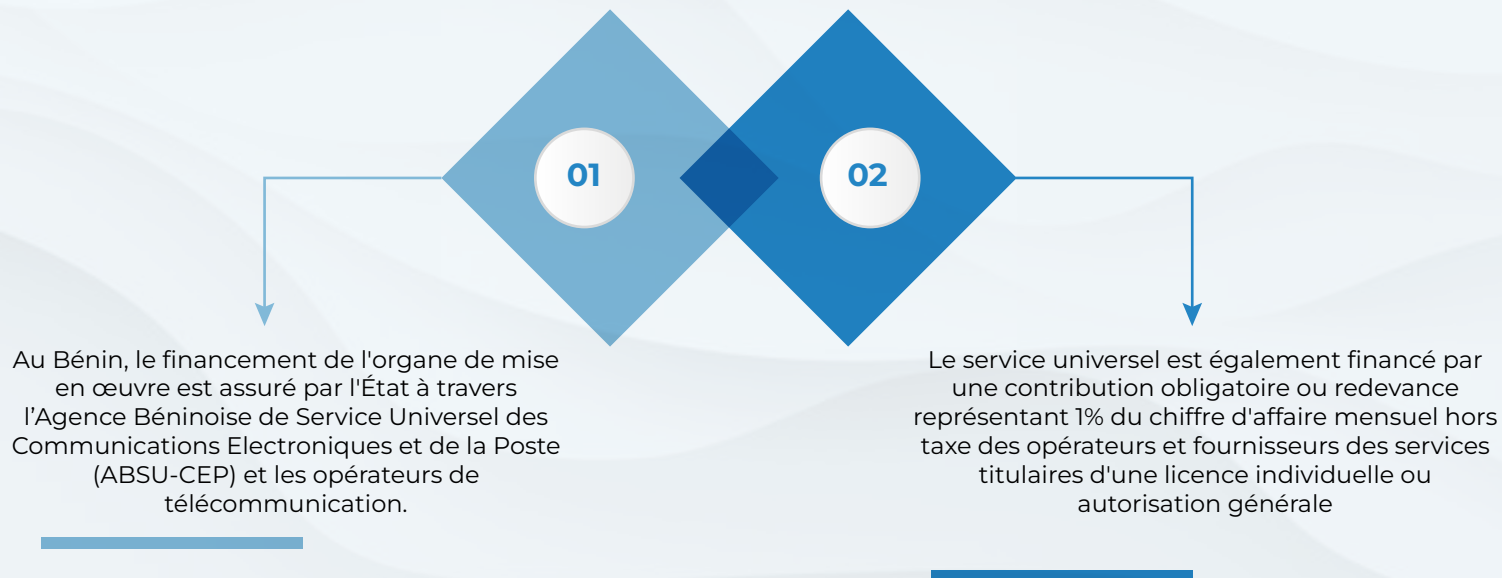 01
02
Au Bénin, le financement de l'organe de mise
en œuvre est assuré par l'État à travers
l’Agence Béninoise de Service Universel des
Communications Electroniques et de la Poste
(ABSU-CEP) et les opérateurs de
télécommunication.
Le service universel est également financé par
une contribution obligatoire ou redevance
représentant 1% du chiffre d'affaire mensuel hors
taxe des opérateurs et fournisseurs des services
titulaires d'une licence individuelle ou
autorisation générale